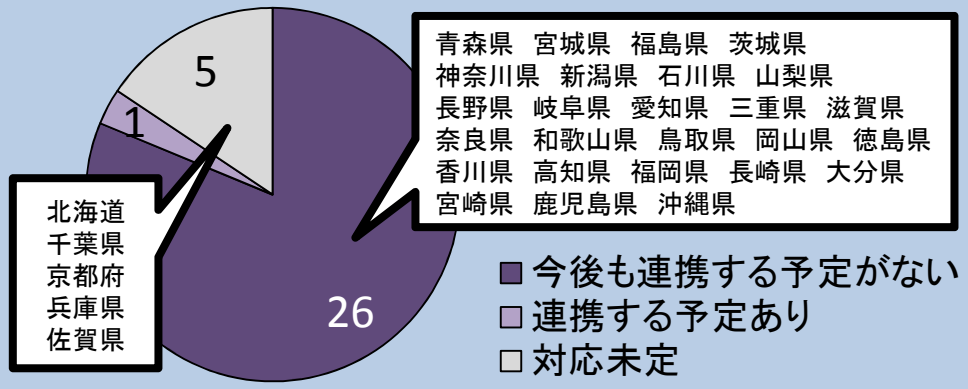 5
1
26
青森県 宮城県 福島県 茨城県
神奈川県 新潟県 石川県 山梨県
長野県 岐阜県 愛知県 三重県 滋賀県
奈良県 和歌山県 鳥取県 岡山県 徳島県
香川県 高知県 福岡県 長崎県 大分県
宮崎県 鹿児島県 沖縄県
北海道
千葉県
京都府
兵庫県
佐賀県
今後も連携する予定がない
連携する予定あり
対応未定